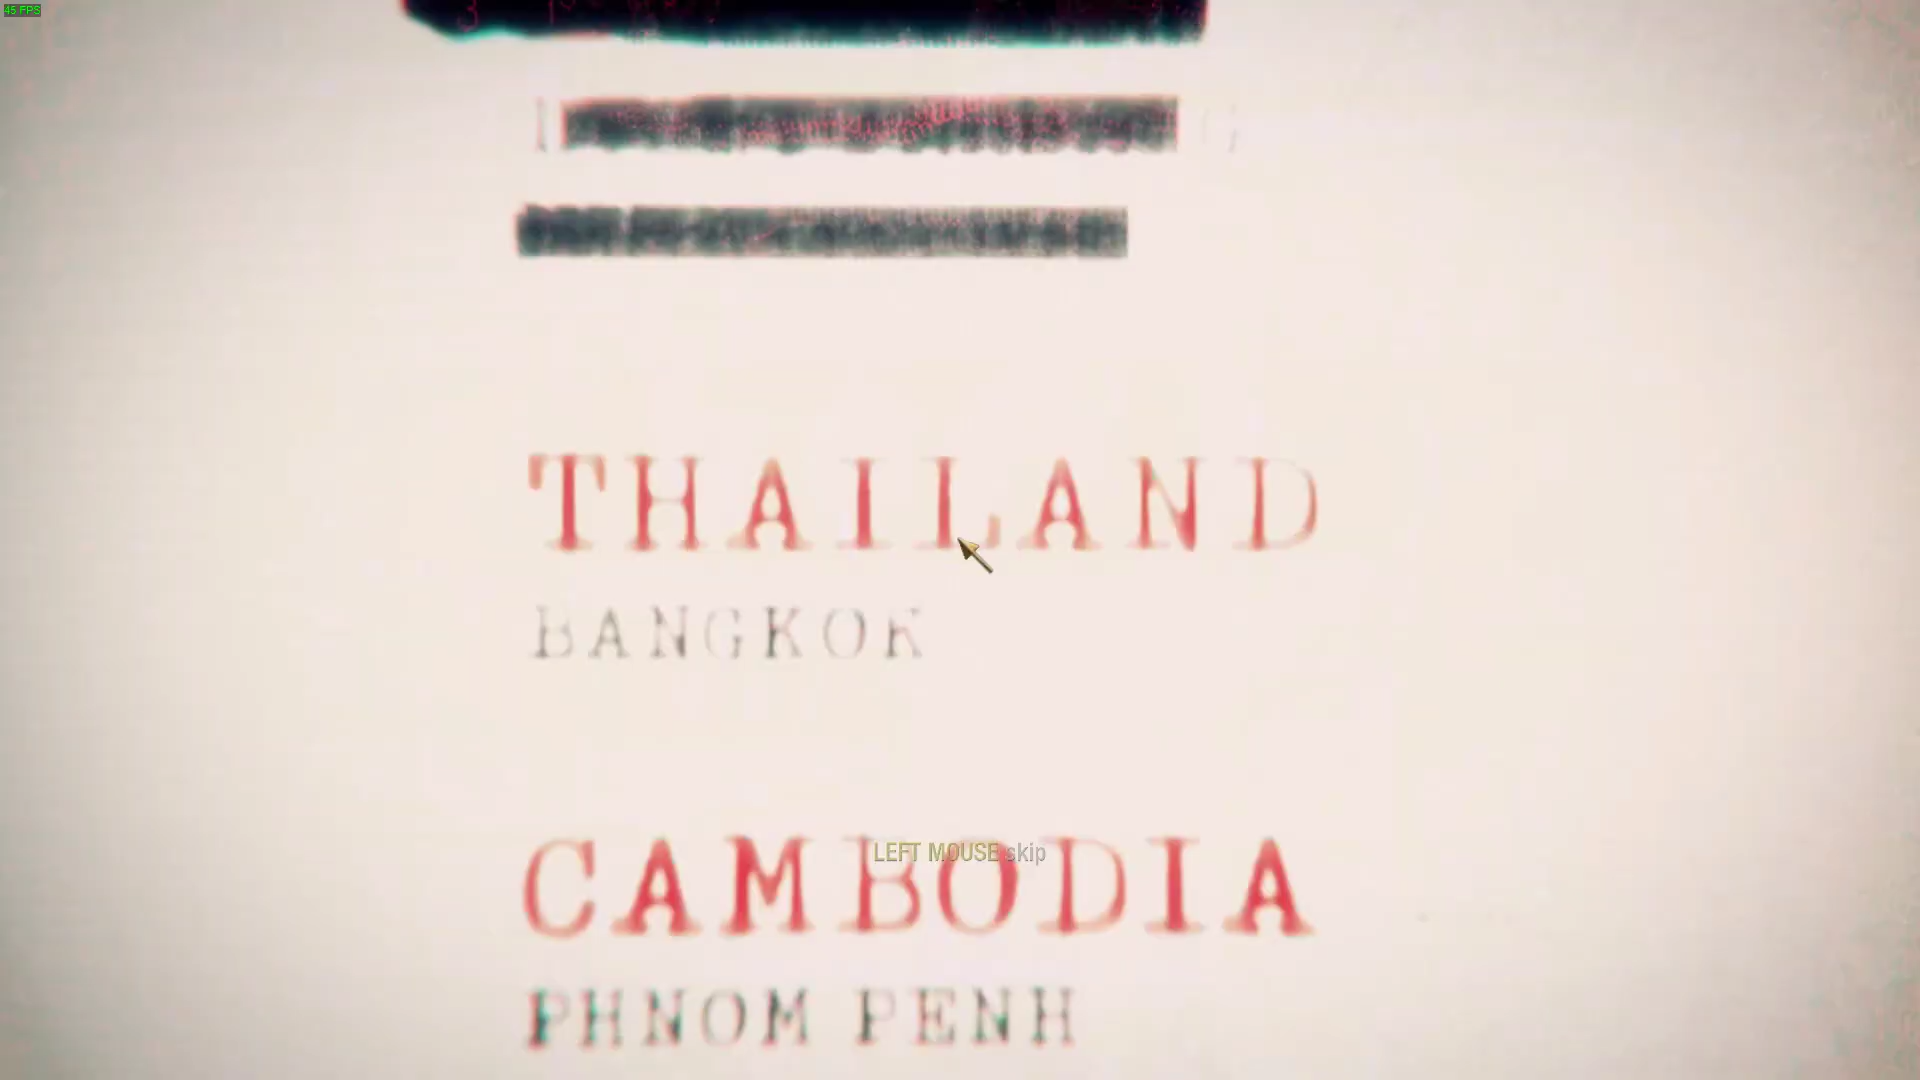 45 FPS
THAILAND
BANGKOK
CAMBODIA
LEFT MOUSE skip
PHNOM PENH